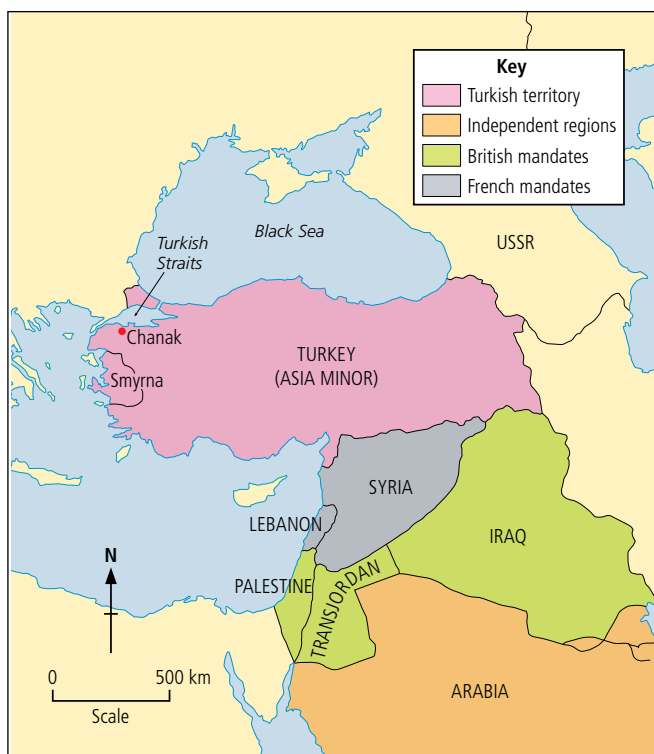 Key
Turkish territory
Independent regions
British mandates
French mandates
Black Sea
Turkish
Straits
USSR
Chanak
TURKEY
(ASIA MINOR)
Smyrna
SYRIA
LEBANON
IRAQ
N
PALESTINE
TRANSJORDAN
0 500 km
Scale
ARABIA